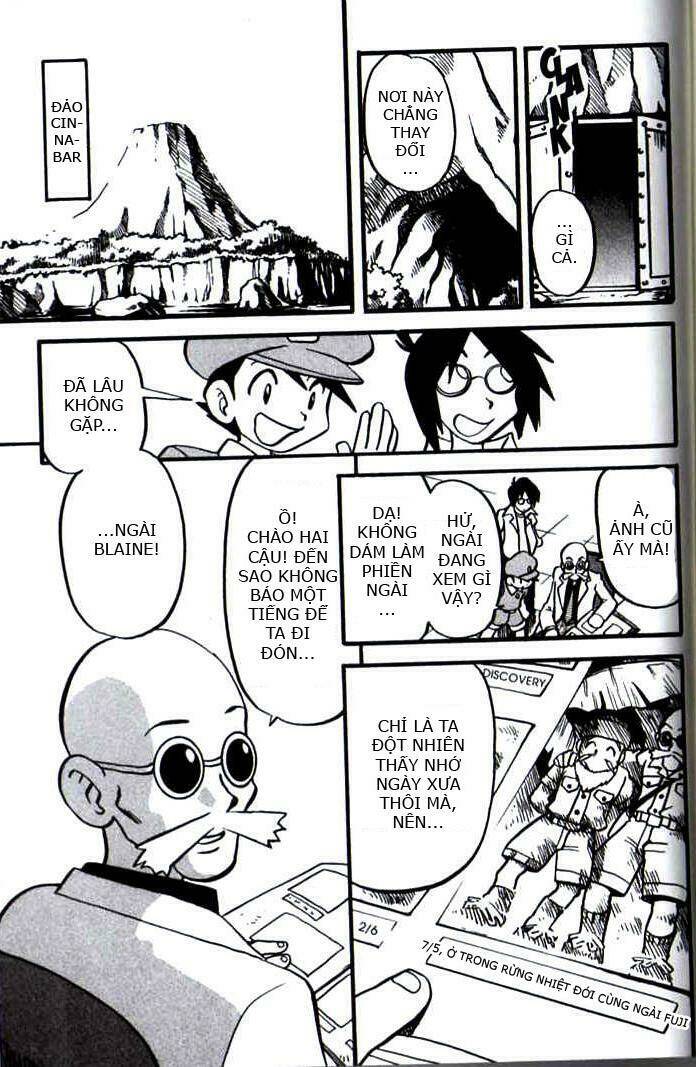 ĐẢO
CIN-
NA-
BAR
NƠI NÀY
CHẲNG
THAY
ĐỔI
...
CLANK
...
GÌ
CẢ.
ĐÃ LÂU
KHÔNG
GẶP...
...NGÀI
BLAINE!
Ồ!
CHÀO HAI
CẬU! ĐẾN
SAO KHÔNG
BÁO MỘT
TIẾNG ĐỂ
TA ĐI
ĐÓN...
DẠ!
KHÔNG
DÁM LÀM
PHIỀN
NGÀI
...
HỬ,
NGÀI
ĐANG
XEM GÌ
VẬY?
À,
ẢNH CŨ
ẤY MÀ!
CHỈ LÀ TA
ĐỘT NHIÊN
THẤY NHỚ
NGÀY XƯA
THÔI MÀ,
NÊN...
DISCOVERY
2/6
7/5, Ở TRONG RỪNG NHIỆT ĐỚI CÙNG NGÀI FUJI